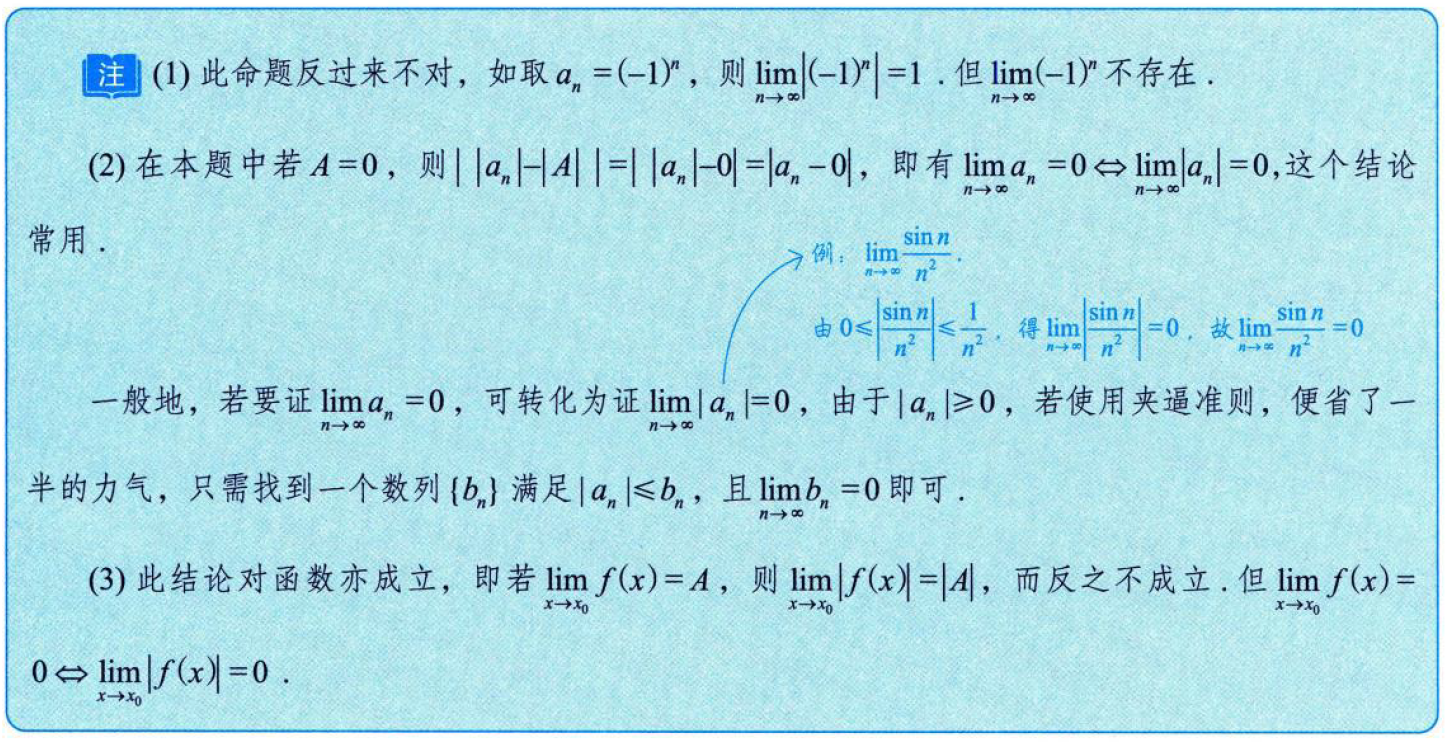 注 (1) 此命题反过来不对，如取 $a_n=(-1)^n$，则 $\lim\limits_{n\to\infty}\left|(-1)^n\right|=1$．但 $\lim\limits_{n\to\infty}(-1)^n$ 不存在．
(2) 在本题中若 $A=0$，则 $|\ |a_n|-|A|\ |=|\ |a_n|-0|=|a_n-0|$，即有 $\lim\limits_{n\to\infty}a_n=0\Leftrightarrow\lim\limits_{n\to\infty}|a_n|=0$,这个结论
常用．
例：$\lim\limits_{n\to\infty}\frac{\sin n}{n^2}$．
由 $0\leqslant\left|\frac{\sin n}{n^2}\right|\leqslant\frac{1}{n^2}$，得 $\lim\limits_{n\to\infty}\left|\frac{\sin n}{n^2}\right|=0$，故 $\lim\limits_{n\to\infty}\frac{\sin n}{n^2}=0$
一般地，若要证 $\lim\limits_{n\to\infty}a_n=0$，可转化为证 $\lim\limits_{n\to\infty}|a_n|=0$，由于 $|a_n|\geqslant 0$，若使用夹逼准则，便省了一
半的力气，只需找到一个数列 $\{b_n\}$ 满足 $|a_n|\leqslant b_n$，且 $\lim\limits_{n\to\infty}b_n=0$ 即可．
(3) 此结论对函数亦成立，即若 $\lim\limits_{x\to x_0}f(x)=A$，则 $\lim\limits_{x\to x_0}|f(x)|=|A|$，而反之不成立．但 $\lim\limits_{x\to x_0}f(x)=$
$0\Leftrightarrow\lim\limits_{x\to x_0}|f(x)|=0$．